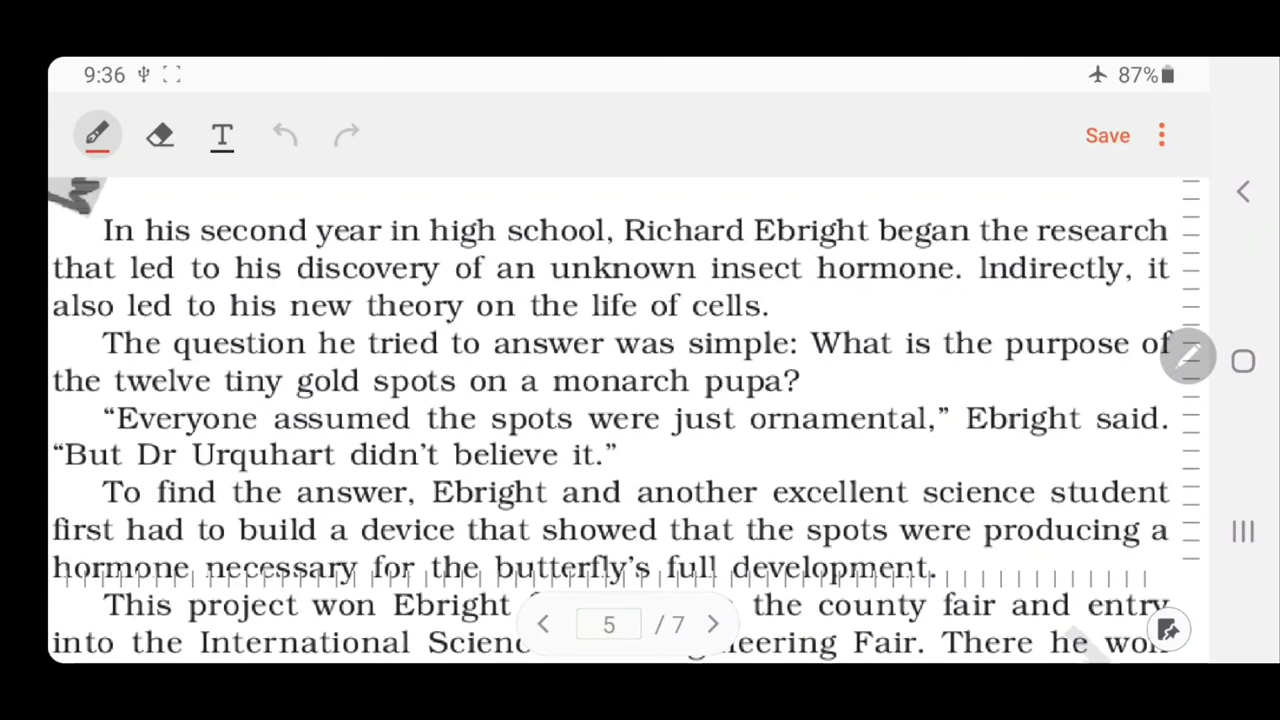 9:36
87%
T
Save
In his second year in high school, Richard Ebright began the research
that led to his discovery of an unknown insect hormone. lndirectly, it
also led to his new theory on the life of cells.
The question he tried to answer was simple: What is the purpose of
the twelve tiny gold spots on a monarch pupa?
“Everyone assumed the spots were just ornamental,” Ebright said.
“But Dr Urquhart didn’t believe it.”
To find the answer, Ebright and another excellent science student
first had to build a device that showed that the spots were producing a
hormone necessary for the butterfly’s full development.
This project won Ebright the county fair and entry
into the International Fair. There he won
5 / 7